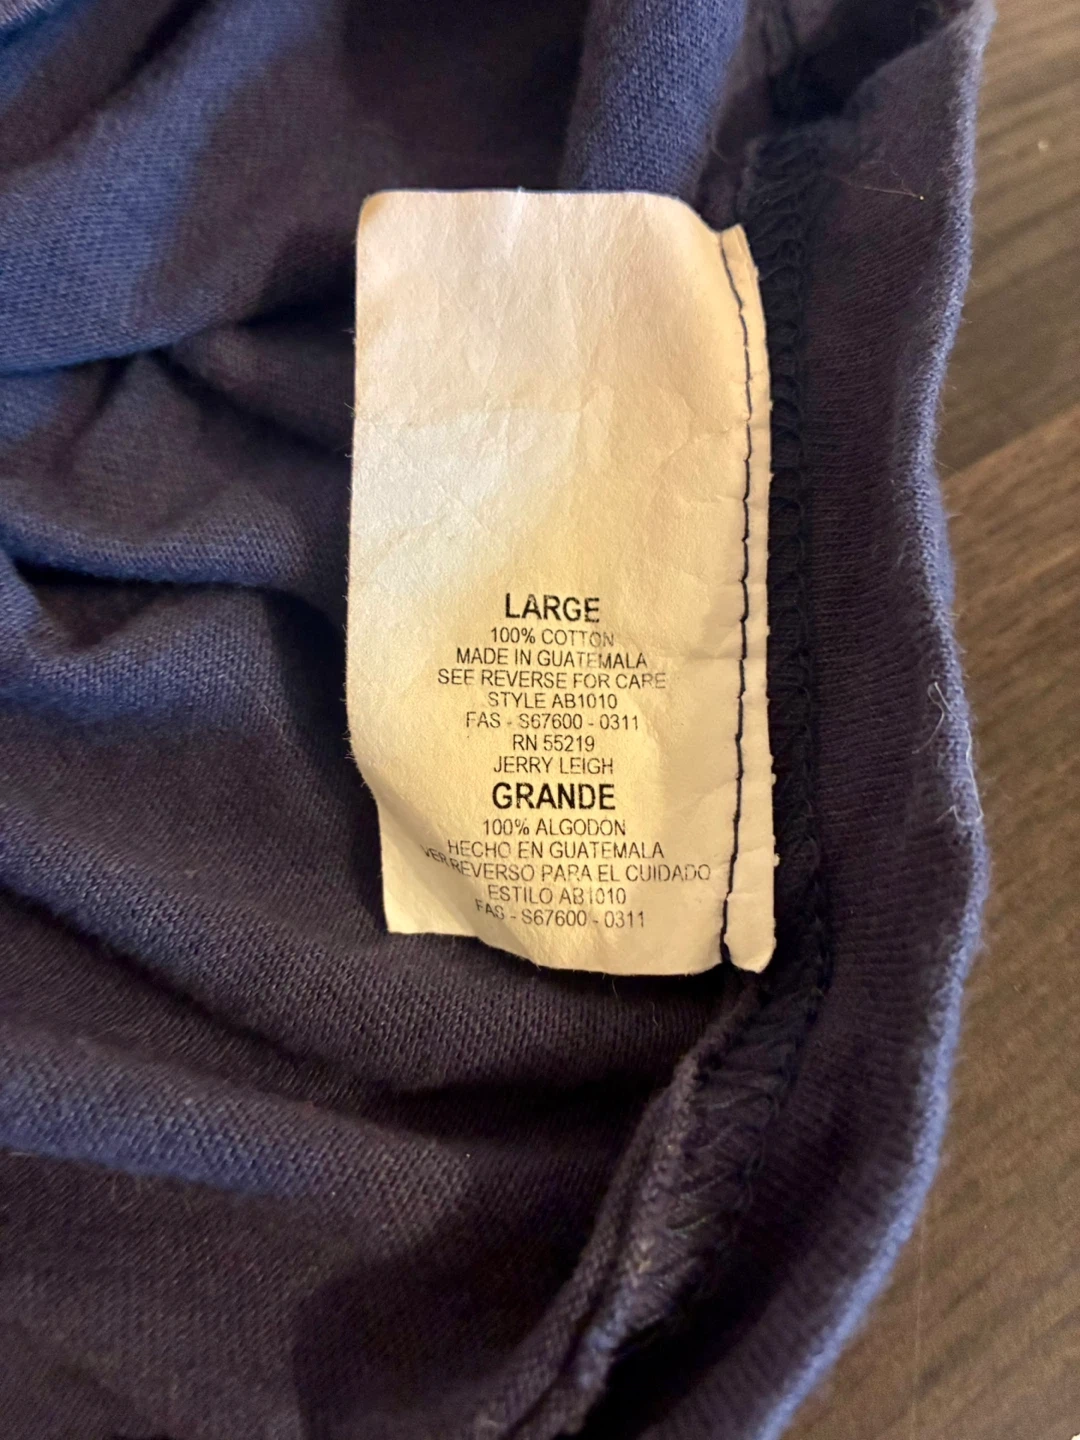 LARGE
100% COTTON
MADE IN GUATEMALA
SEE REVERSE FOR CARE
STYLE AB1010
FAS - S67600 - 0311
RN 55219
JERRY LEIGH
GRANDE
100% ALGODON
HECHO EN GUATEMALA
VER REVERSO PARA EL CUIDADO
ESTILO AB1010
FAS - S67600 - 0311